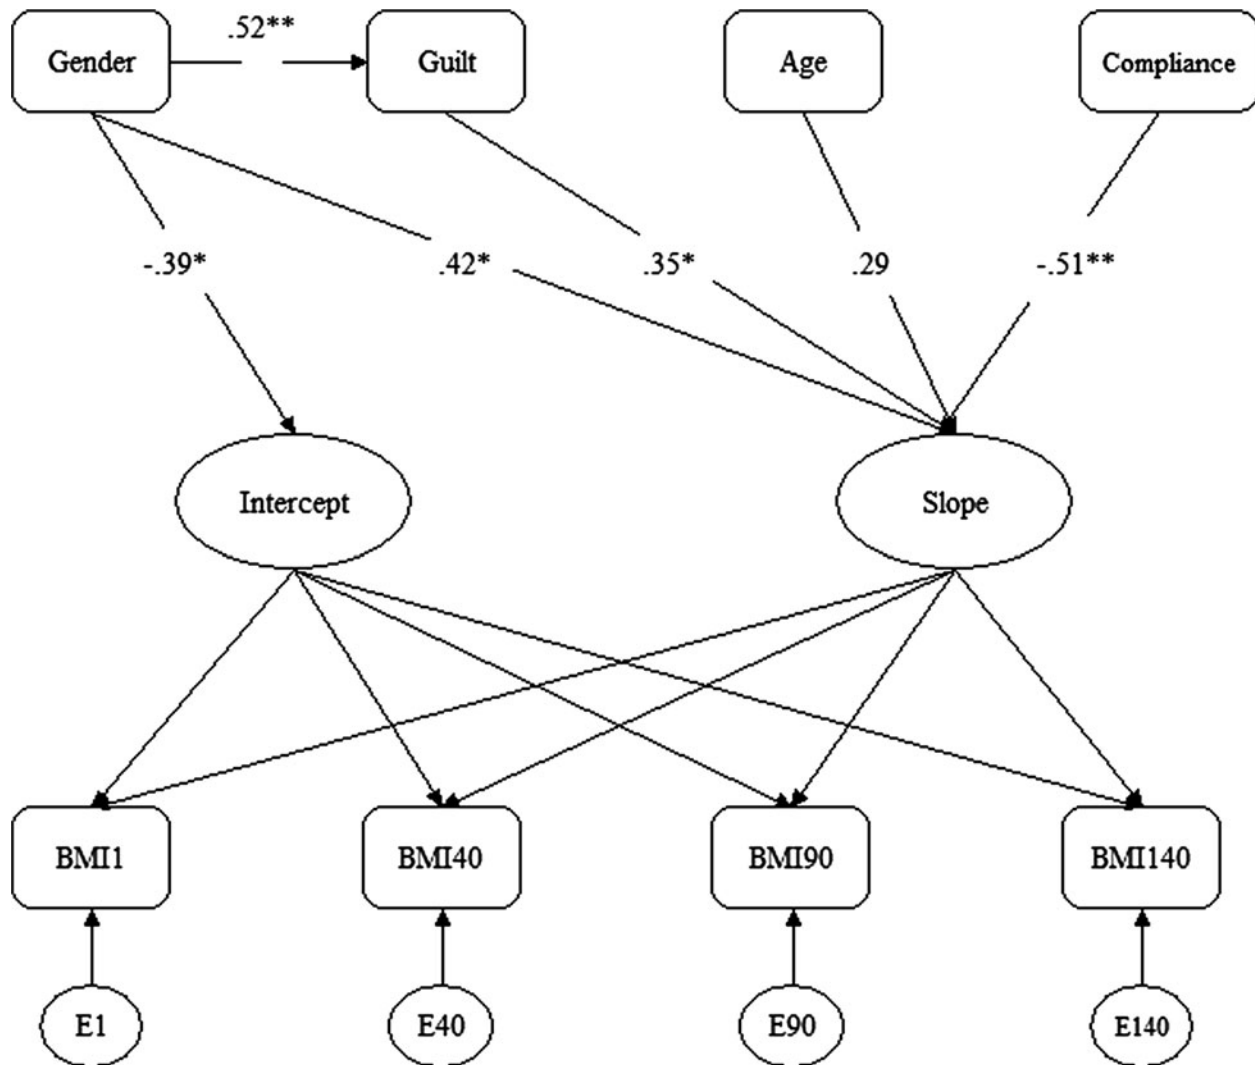 .52**
Gender
Guilt
Age
Compliance
-.39*
.42*
.35*
.29
-.51**
Intercept
Slope
BMI1
BMI40
BMI90
BMI140
E1
E40
E90
E140